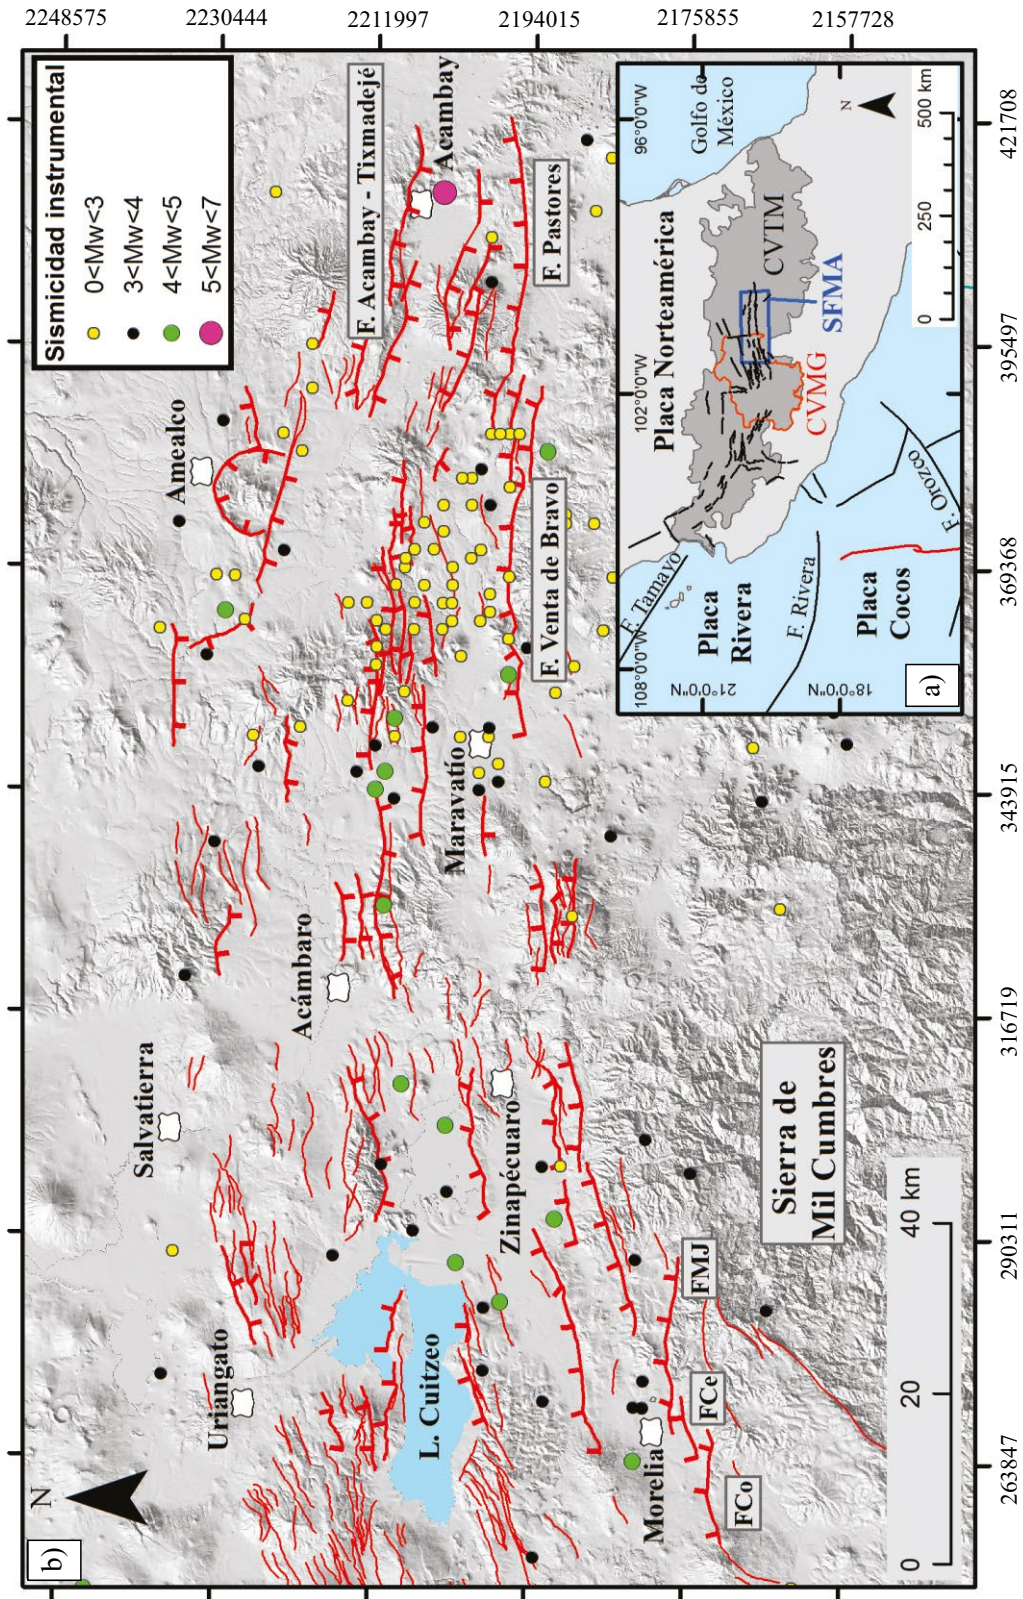 2248575
2230444
2211997
2194015
2175855
2157728
421708
395497
369368
343915
316719
290311
263847
b)
N
Sismicidad instrumental
0<Mw<3
3<Mw<4
4<Mw<5
5<Mw<7
Amealco
F. Acambay - Tixmadejé
Acambay
F. Pastores
F. Venta de Bravo
Maravatío
Acámbaro
Salvatierra
Zinapécuaro
Uriangato
L. Cuitzeo
Morelia
FCo
FCe
FMJ
Sierra de
Mil Cumbres
0
20
40 km
a)
108°0'0"W
102°0'0"W
96°0'0"W
21°0'0"N
18°0'0"N
Placa Norteamérica
Golfo de
México
CVTM
SFMA
CVMG
F. Tamayo
Placa
Rivera
F. Rivera
Placa
Cocos
F. Orozco
N
0
250
500 km